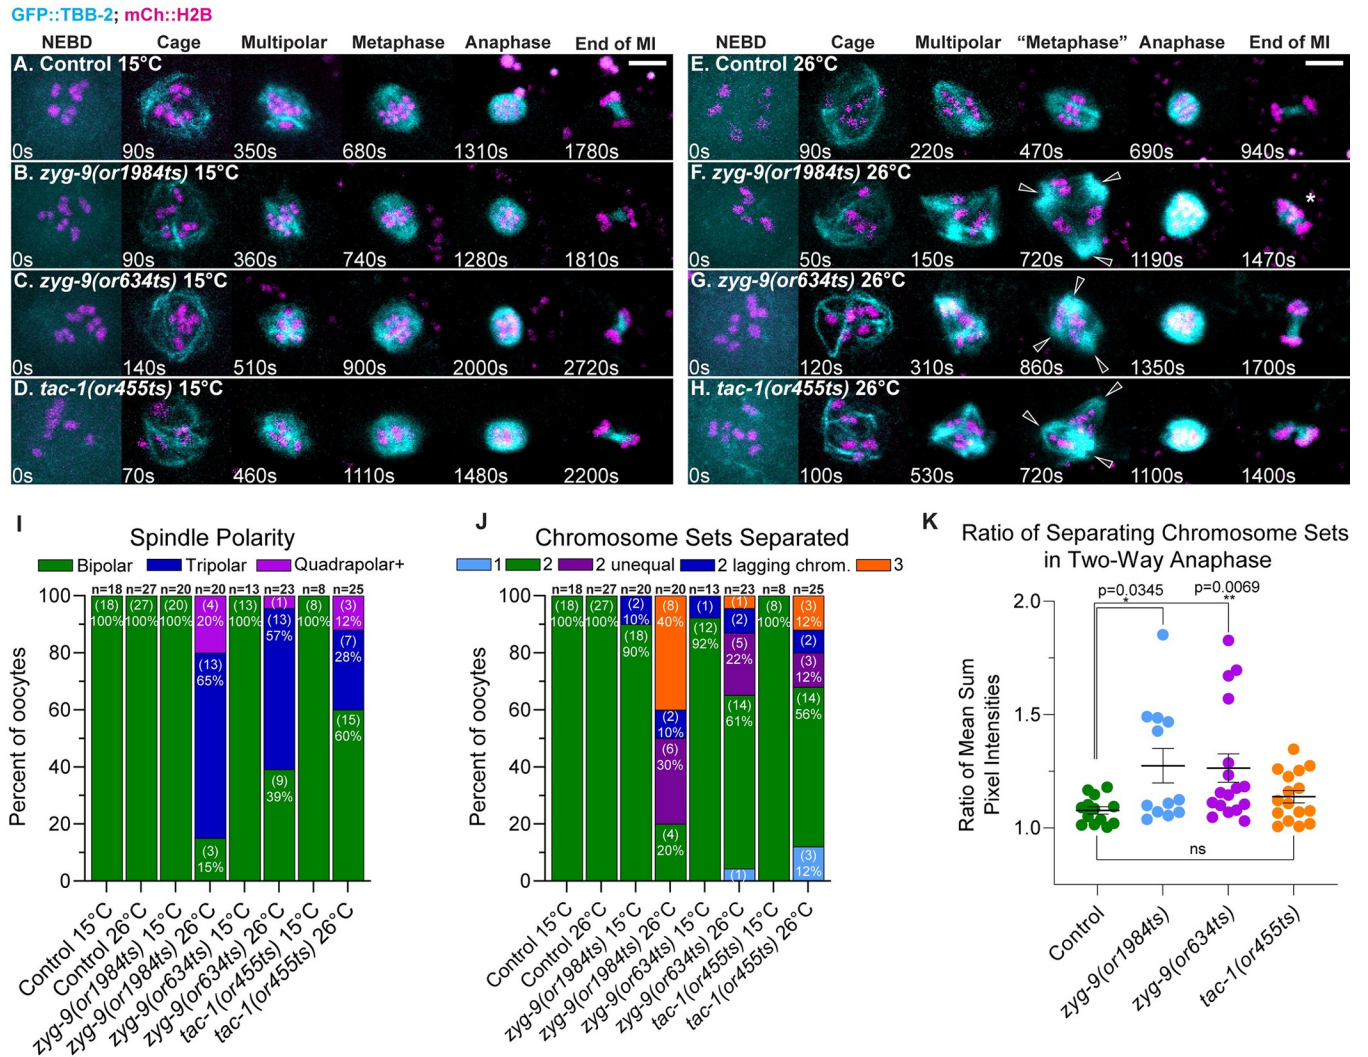 GFP::TBB-2; mCh::H2B
NEBD Cage Multipolar Metaphase Anaphase End of MI
A. Control 15°C
0s 90s 350s 680s 1310s 1780s
B. zyg-9(or1984ts) 15°C
0s 90s 360s 740s 1280s 1810s
C. zyg-9(or634ts) 15°C
0s 140s 510s 900s 2000s 2720s
D. tac-1(or455ts) 15°C
0s 70s 460s 1110s 1480s 2200s
NEBD Cage Multipolar “Metaphase” Anaphase End of MI
E. Control 26°C
0s 90s 220s 470s 690s 940s
F. zyg-9(or1984ts) 26°C
*
0s 50s 150s 720s 1190s 1470s
G. zyg-9(or634ts) 26°C
0s 120s 310s 860s 1350s 1700s
H. tac-1(or455ts) 26°C
0s 100s 530s 720s 1100s 1400s
I
Spindle Polarity
Bipolar Tripolar Quadrapolar+
n=18 n=27 n=20 n=20 n=13 n=23 n=8 n=25
100
80
60
40
20
0
Percent of oocytes
(18) 100%
(27) 100%
(20) 100%
(4) 20%
(13) 65%
(3) 15%
(13) 100%
(1)
(13) 57%
(9) 39%
(8) 100%
(3) 12%
(7) 28%
(15) 60%
Control 15°C
Control 26°C
zyg-9(or1984ts) 15°C
zyg-9(or1984ts) 26°C
zyg-9(or634ts) 15°C
zyg-9(or634ts) 26°C
tac-1(or455ts) 15°C
tac-1(or455ts) 26°C
J
Chromosome Sets Separated
1 2 2 unequal 2 lagging chrom. 3
n=18 n=27 n=20 n=20 n=13 n=23 n=8 n=25
100
80
60
40
20
0
Percent of oocytes
(18) 100%
(27) 100%
(2) 10%
(18) 90%
(8) 40%
(2) 10%
(6) 30%
(4) 20%
(1)
(12) 92%
(1)
(2)
(5) 22%
(14) 61%
(1)
(8) 100%
(3) 12%
(2)
(3) 12%
(14) 56%
(3) 12%
Control 15°C
Control 26°C
zyg-9(or1984ts) 15°C
zyg-9(or1984ts) 26°C
zyg-9(or634ts) 15°C
zyg-9(or634ts) 26°C
tac-1(or455ts) 15°C
tac-1(or455ts) 26°C
K
Ratio of Separating Chromosome Sets
in Two-Way Anaphase
p=0.0345
*
p=0.0069
**
ns
2.0
1.5
1.0
Ratio of Mean Sum
Pixel Intensities
Control
zyg-9(or1984ts)
zyg-9(or634ts)
tac-1(or455ts)